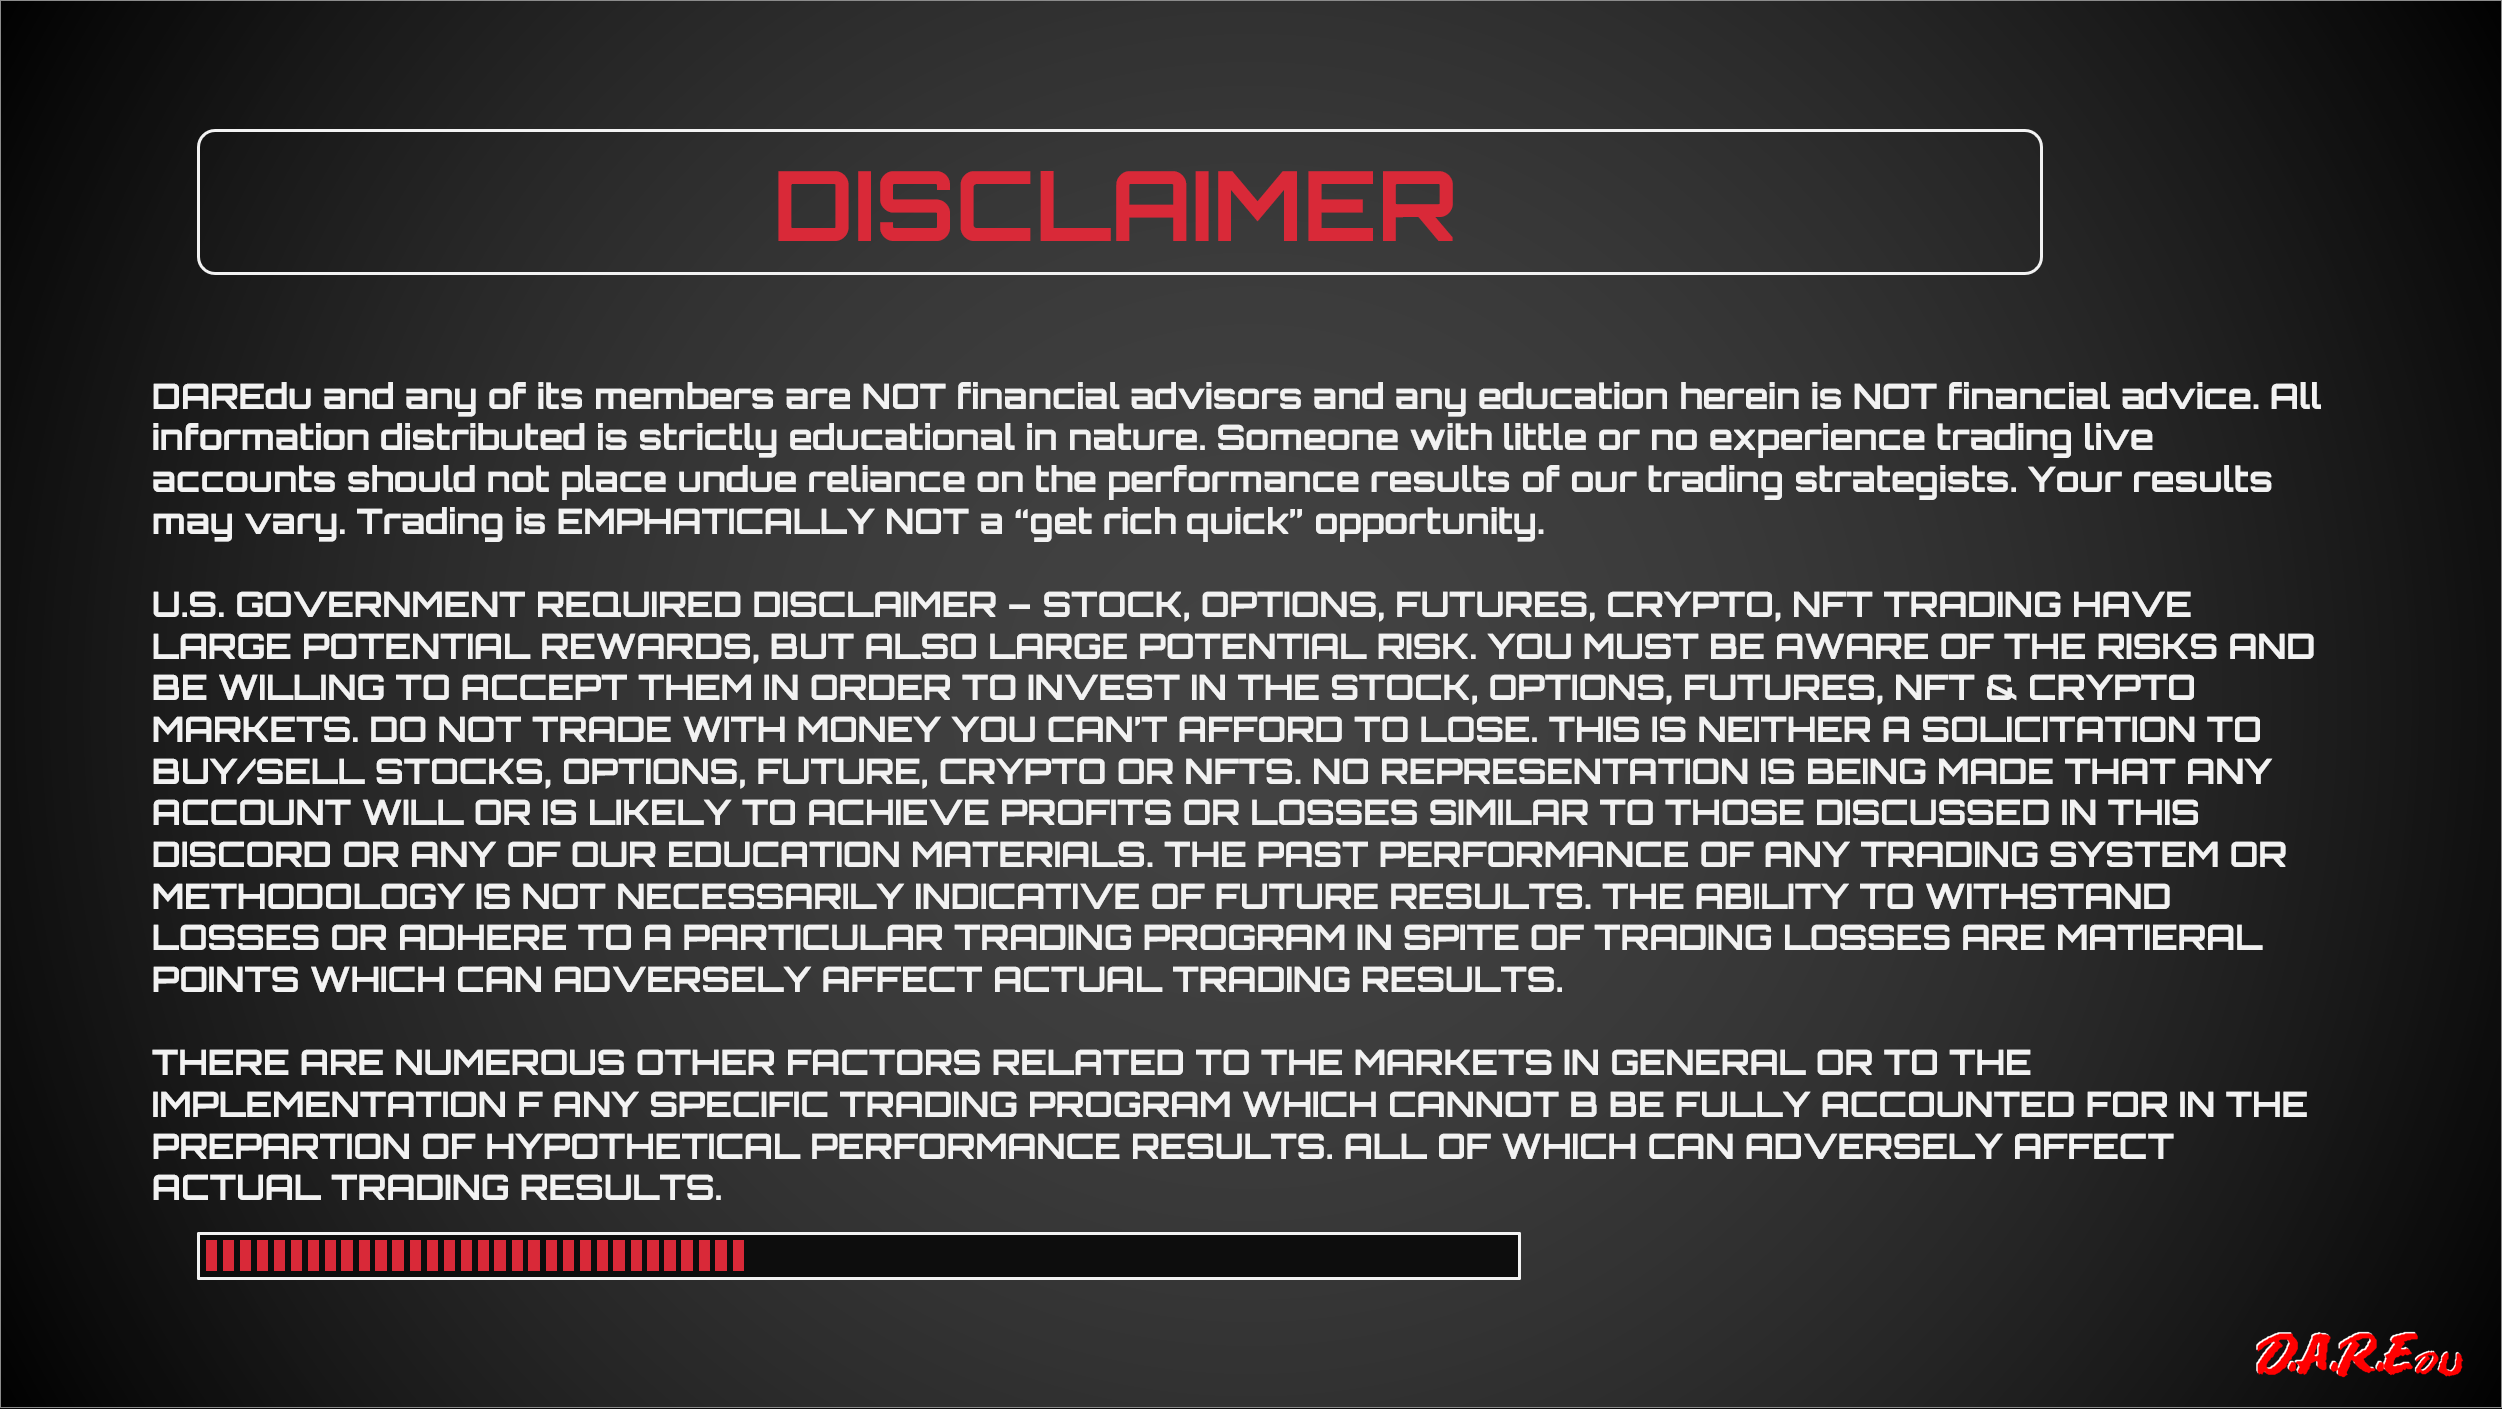 DISCLAIMER
DAREdu and any of its members are NOT financial advisors and any education herein is NOT financial advice. All
information distributed is strictly educational in nature. Someone with little or no experience trading live
accounts should not place undue reliance on the performance results of our trading strategists. Your results
may vary. Trading is EMPHATICALLY NOT a “get rich quick” opportunity.
U.S. GOVERNMENT REQUIRED DISCLAIMER – STOCK, OPTIONS, FUTURES, CRYPTO, NFT TRADING HAVE
LARGE POTENTIAL REWARDS, BUT ALSO LARGE POTENTIAL RISK. YOU MUST BE AWARE OF THE RISKS AND
BE WILLING TO ACCEPT THEM IN ORDER TO INVEST IN THE STOCK, OPTIONS, FUTURES, NFT & CRYPTO
MARKETS. DO NOT TRADE WITH MONEY YOU CAN'T AFFORD TO LOSE. THIS IS NEITHER A SOLICITATION TO
BUY/SELL STOCKS, OPTIONS, FUTURE, CRYPTO OR NFTS. NO REPRESENTATION IS BEING MADE THAT ANY
ACCOUNT WILL OR IS LIKELY TO ACHIEVE PROFITS OR LOSSES SIMILAR TO THOSE DISCUSSED IN THIS
DISCORD OR ANY OF OUR EDUCATION MATERIALS. THE PAST PERFORMANCE OF ANY TRADING SYSTEM OR
METHODOLOGY IS NOT NECESSARILY INDICATIVE OF FUTURE RESULTS. THE ABILITY TO WITHSTAND
LOSSES OR ADHERE TO A PARTICULAR TRADING PROGRAM IN SPITE OF TRADING LOSSES ARE MATIERAL
POINTS WHICH CAN ADVERSELY AFFECT ACTUAL TRADING RESULTS.
THERE ARE NUMEROUS OTHER FACTORS RELATED TO THE MARKETS IN GENERAL OR TO THE
IMPLEMENTATION F ANY SPECIFIC TRADING PROGRAM WHICH CANNOT B BE FULLY ACCOUNTED FOR IN THE
PREPARTION OF HYPOTHETICAL PERFORMANCE RESULTS. ALL OF WHICH CAN ADVERSELY AFFECT
ACTUAL TRADING RESULTS.
D.A.R.E DU